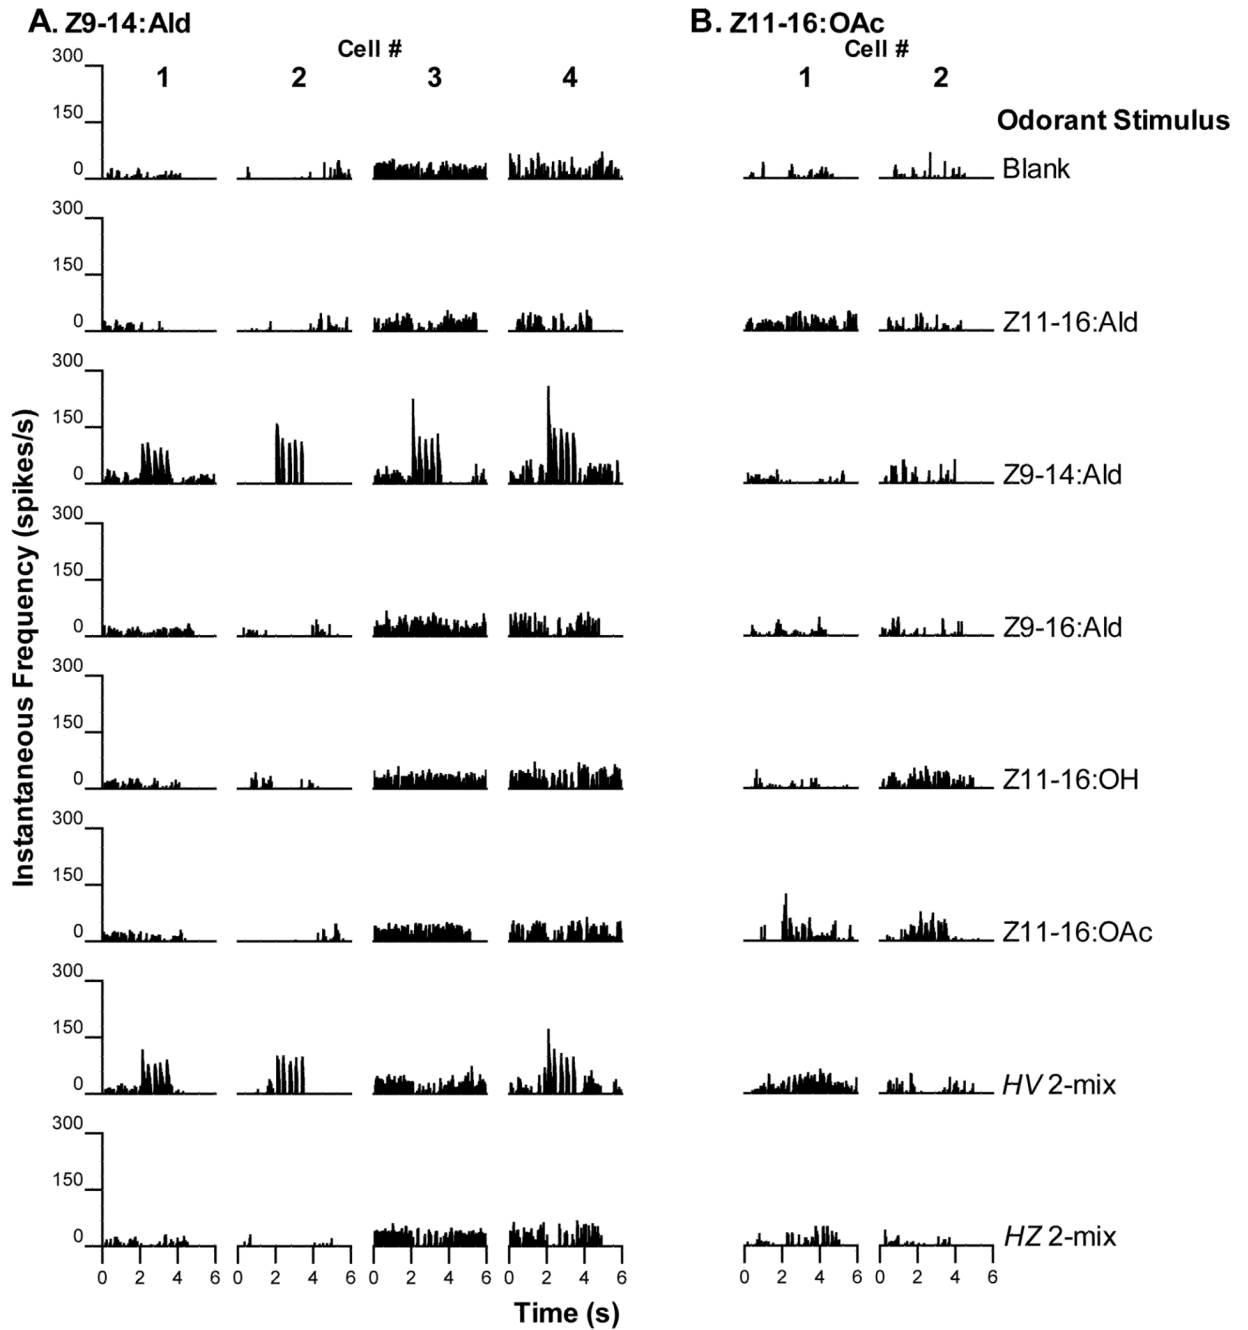 A. Z9-14:Ald
B. Z11-16:OAc
Cell #
Cell #
1 2 3 4
1 2
Odorant Stimulus
300
150
0
Blank
300
150
0
Z11-16:Ald
300
150
0
Z9-14:Ald
300
150
0
Z9-16:Ald
300
150
0
Z11-16:OH
300
150
0
Z11-16:OAc
300
150
0
HV 2-mix
300
150
0
HZ 2-mix
0 2 4 6 0 2 4 6 0 2 4 6 0 2 4 6 0 2 4 6 0 2 4 6
Time (s)
Instantaneous Frequency (spikes/s)